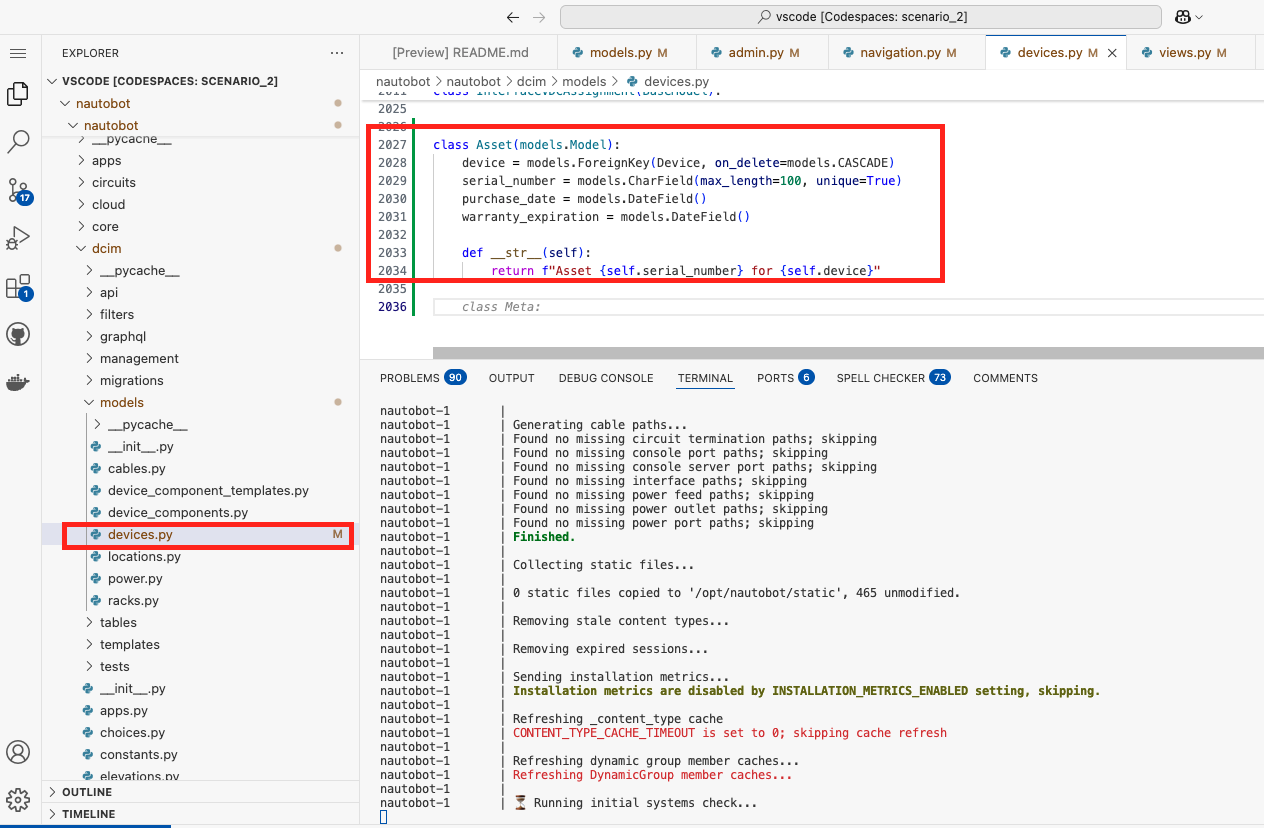 vscode [Codespaces: scenario_2]
EXPLORER
VSCODE [CODESPACES: SCENARIO_2]
nautobot
nautobot
__pycache__
apps
circuits
cloud
core
dcim
__pycache__
api
filters
graphql
management
migrations
models
__pycache__
__init__.py
cables.py
device_component_templates.py
device_components.py
devices.py M
locations.py
power.py
racks.py
tables
templates
tests
__init__.py
apps.py
choices.py
constants.py
elevations.py
OUTLINE
TIMELINE
17
1
[Preview] README.md
models.py M
admin.py M
navigation.py M
devices.py M
views.py M
nautobot > nautobot > dcim > models > devices.py
2011 class InterfaceVDCAssignment(BaseModel):
2025
2026
2027 class Asset(models.Model):
2028 device = models.ForeignKey(Device, on_delete=models.CASCADE)
2029 serial_number = models.CharField(max_length=100, unique=True)
2030 purchase_date = models.DateField()
2031 warranty_expiration = models.DateField()
2032
2033 def __str__(self):
2034 return f"Asset {self.serial_number} for {self.device}"
2035
2036 class Meta:
PROBLEMS 90 OUTPUT DEBUG CONSOLE TERMINAL PORTS 6 SPELL CHECKER 73 COMMENTS
nautobot-1 |
nautobot-1 | Generating cable paths...
nautobot-1 | Found no missing circuit termination paths; skipping
nautobot-1 | Found no missing console port paths; skipping
nautobot-1 | Found no missing console server port paths; skipping
nautobot-1 | Found no missing interface paths; skipping
nautobot-1 | Found no missing power feed paths; skipping
nautobot-1 | Found no missing power outlet paths; skipping
nautobot-1 | Found no missing power port paths; skipping
nautobot-1 | Finished.
nautobot-1 |
nautobot-1 | Collecting static files...
nautobot-1 |
nautobot-1 | 0 static files copied to '/opt/nautobot/static', 465 unmodified.
nautobot-1 |
nautobot-1 | Removing stale content types...
nautobot-1 |
nautobot-1 | Removing expired sessions...
nautobot-1 |
nautobot-1 | Sending installation metrics...
nautobot-1 | Installation metrics are disabled by INSTALLATION_METRICS_ENABLED setting, skipping.
nautobot-1 |
nautobot-1 | Refreshing _content_type cache
nautobot-1 | CONTENT_TYPE_CACHE_TIMEOUT is set to 0; skipping cache refresh
nautobot-1 |
nautobot-1 | Refreshing dynamic group member caches...
nautobot-1 | Refreshing DynamicGroup member caches...
nautobot-1 |
nautobot-1 | ⏳ Running initial systems check...